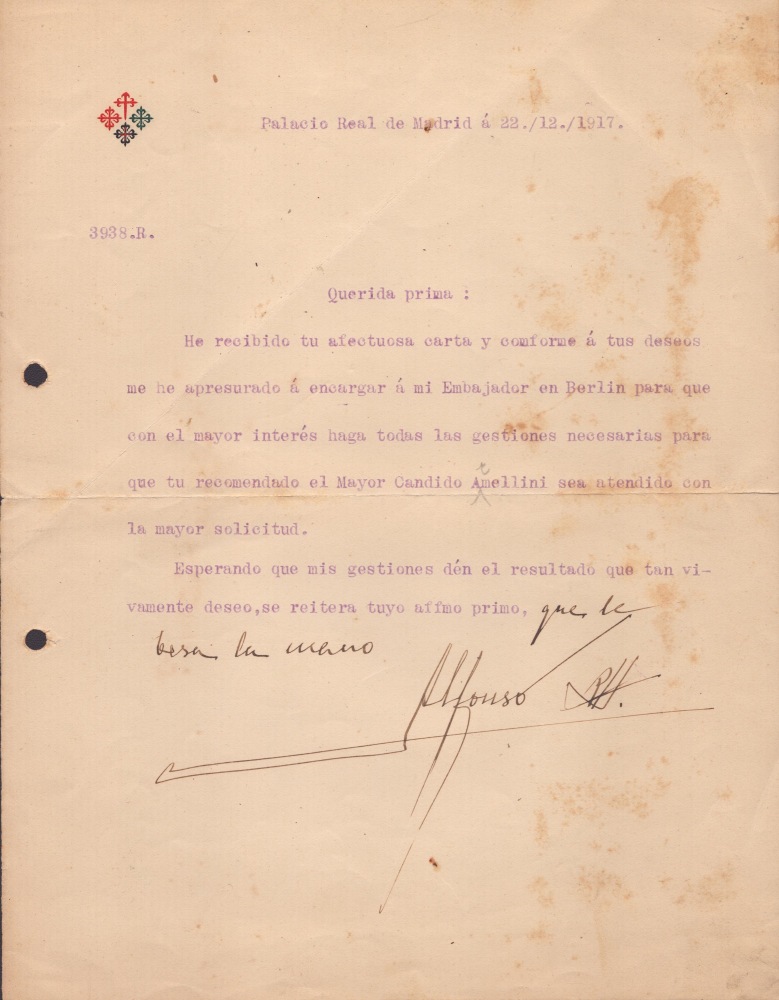 Palacio Real de Madrid á 22./12./1917.
3938.R.
Querida prima :
He recibido tu afectuosa carta y comforme á tus deseos
me he apresurado á encargar á mi Embajador en Berlin para que
con el mayor interés haga todas las gestiones necesarias para
t
que tu recomendado el Mayor Candido Amellini sea atendido con
la mayor solicitud.
Esperando que mis gestiones dén el resultado que tan vi-
vamente deseo,se reitera tuyo affmo primo, que te
besa la mano
Alfonso